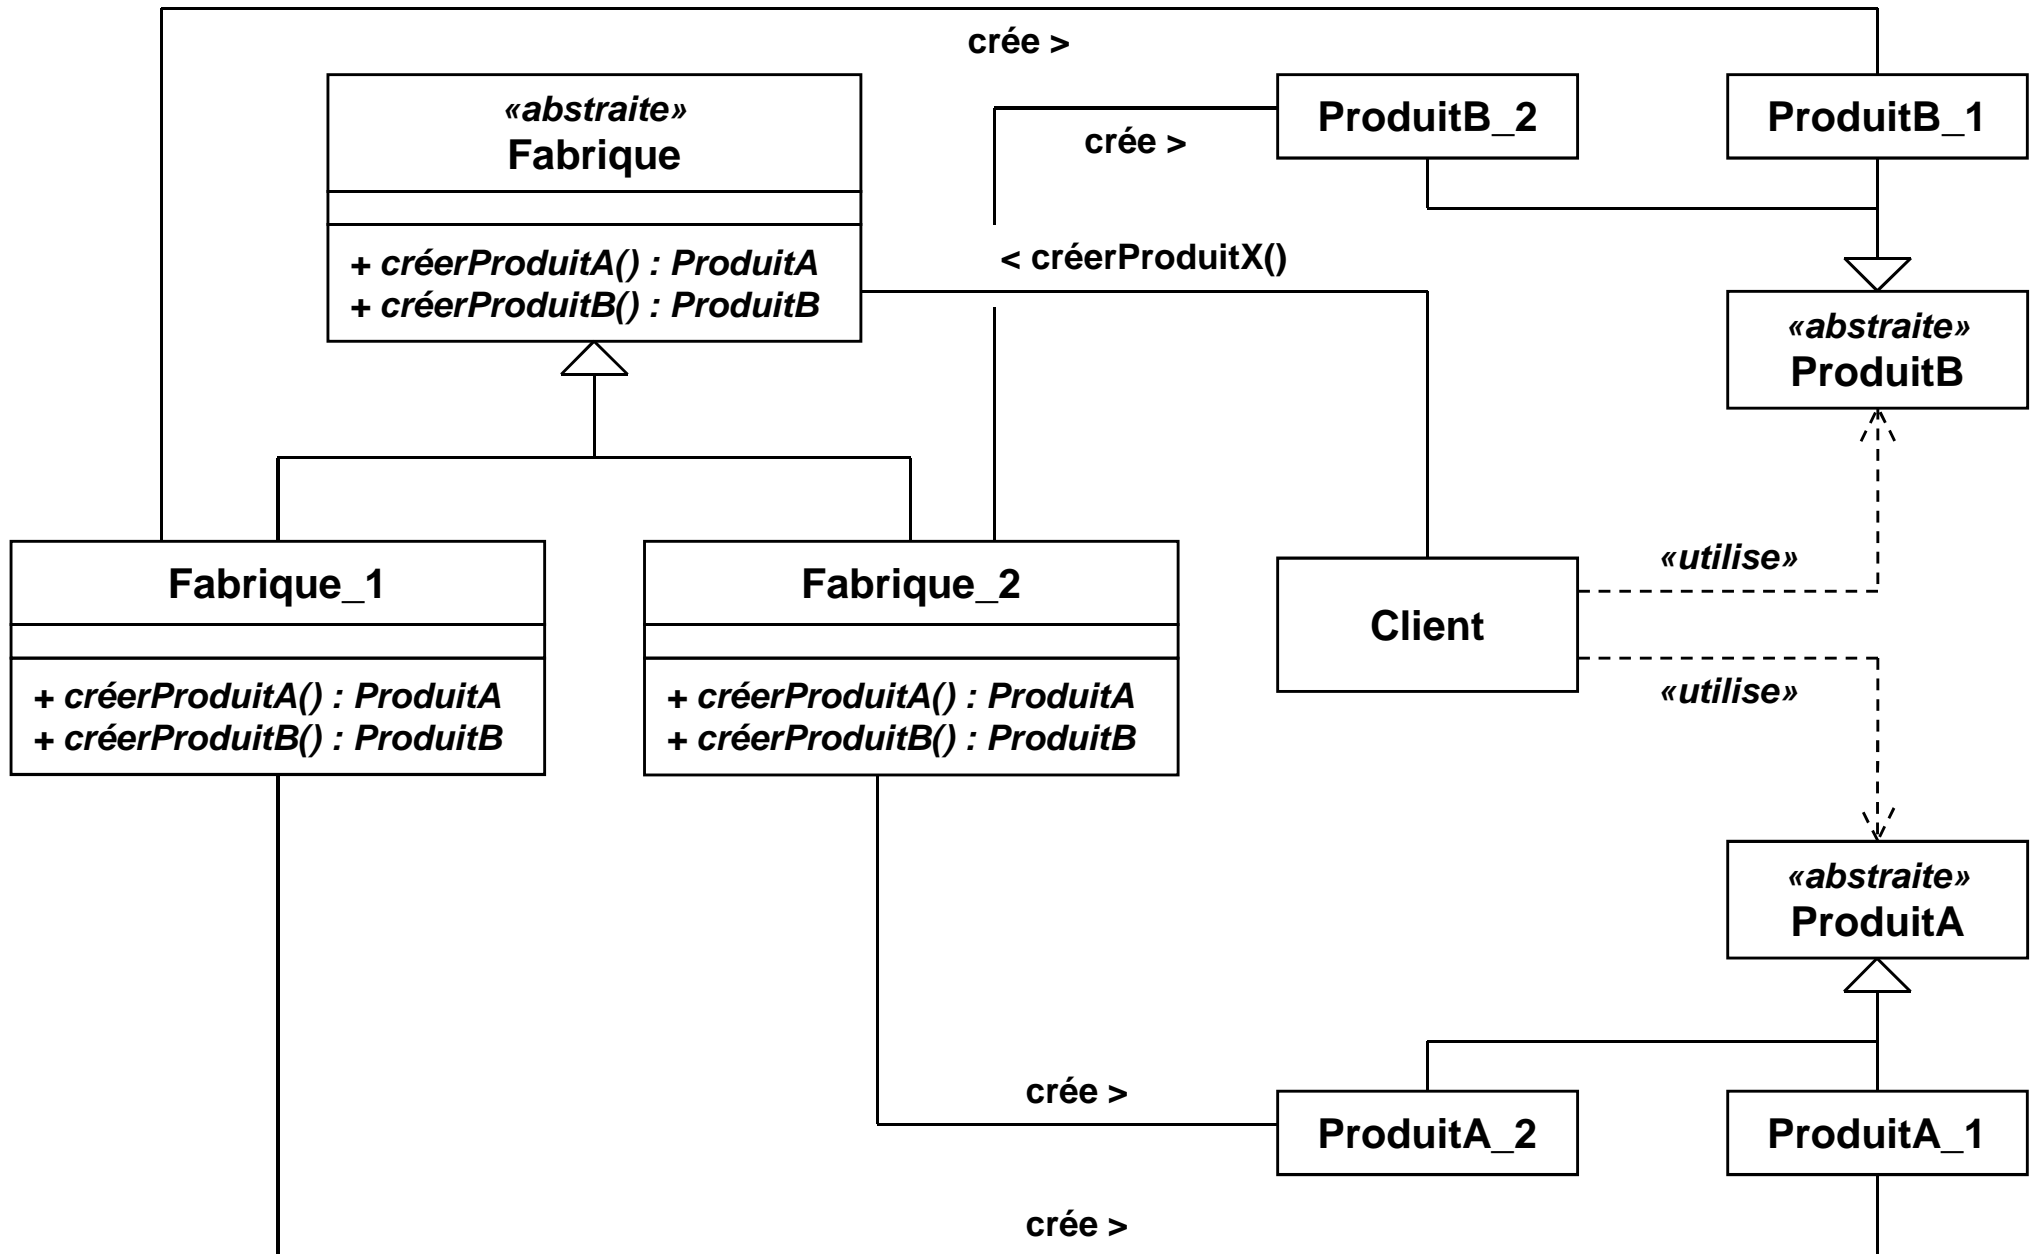 crée >
«abstraite»
Fabrique
+ créerProduitA() : ProduitA
+ créerProduitB() : ProduitB
crée >
ProduitB_2
ProduitB_1
< créerProduitX()
«abstraite»
ProduitB
Fabrique_1
+ créerProduitA() : ProduitA
+ créerProduitB() : ProduitB
Fabrique_2
+ créerProduitA() : ProduitA
+ créerProduitB() : ProduitB
Client
«utilise»
«utilise»
«abstraite»
ProduitA
crée >
ProduitA_2
ProduitA_1
crée >